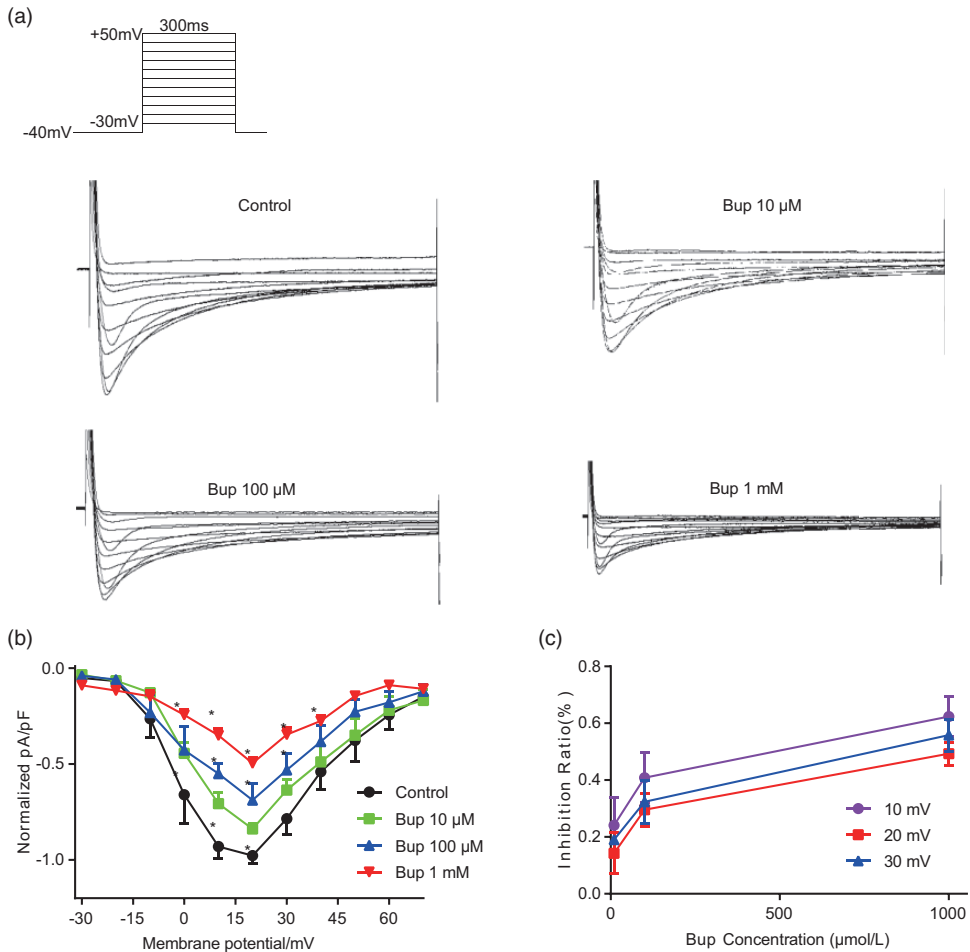 (a)
+50mV
300ms
-30mV
-40mV
Control
Bup 10 μM
Bup 100 μM
Bup 1 mM
(b)
0.0
-0.5
-1.0
Normalized pA/pF
* * * * *
* * *
* * *
* *
Control
Bup 10 μM
Bup 100 μM
Bup 1 mM
-30 -15 0 15 30 45 60
Membrane potential/mV
(c)
0.8
0.6
0.4
0.2
0.0
Inhibition Ratio(%)
10 mV
20 mV
30 mV
0 500 1000
Bup Concentration (μmol/L)